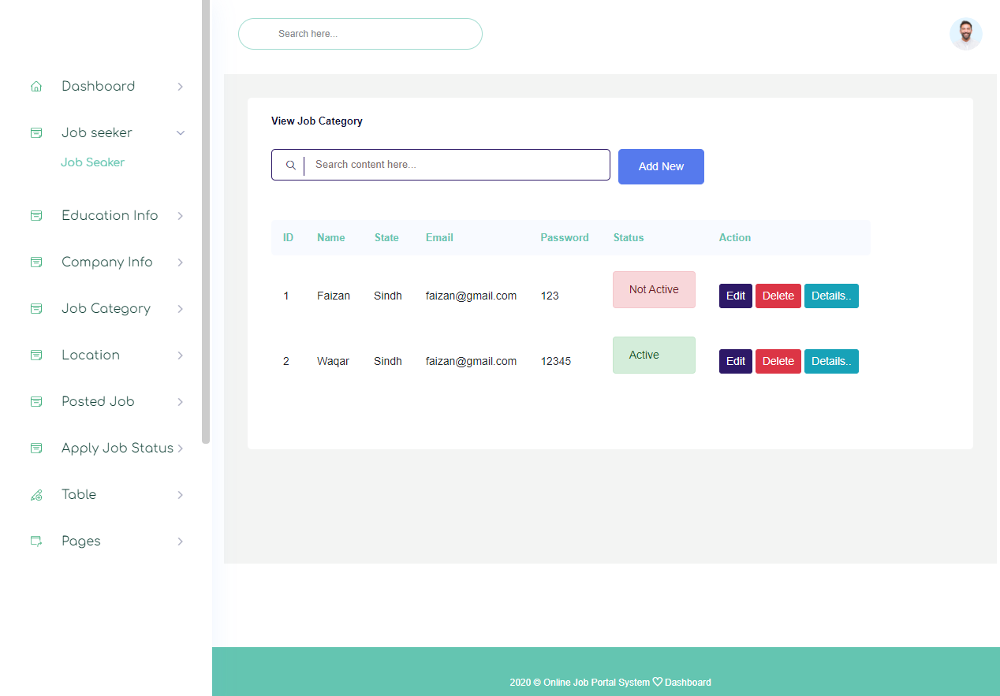 Search here...
Dashboard
Job seeker
Job Seaker
Education Info
Company Info
Job Category
Location
Posted Job
Apply Job Status
Table
Pages
View Job Category
Search content here...
Add New
ID Name State Email Password Status Action
1 Faizan Sindh faizan@gmail.com 123 Not Active Edit Delete Details..
2 Waqar Sindh faizan@gmail.com 12345 Active Edit Delete Details..
2020 © Online Job Portal System ♡ Dashboard